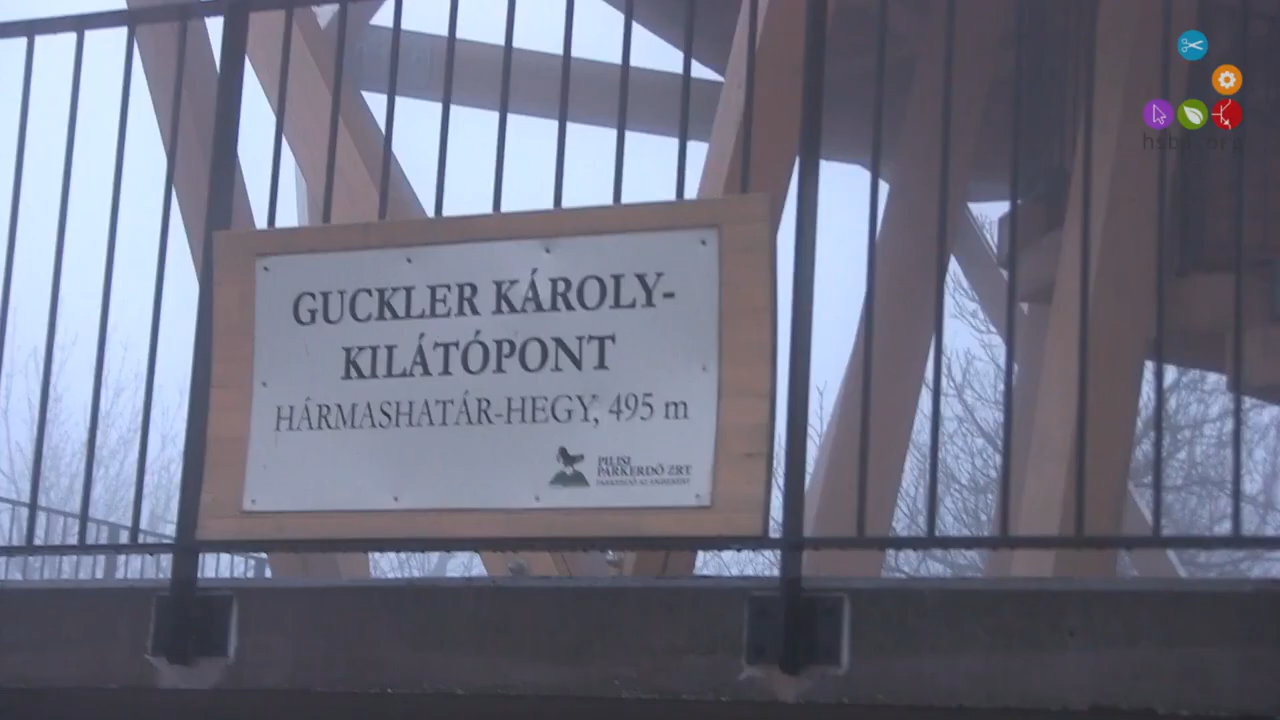 GUCKLER KÁROLY-
KILÁTÓPONT
HÁRMASHATÁR-HEGY, 495 m
PILISI
PARKERDŐ ZRT.